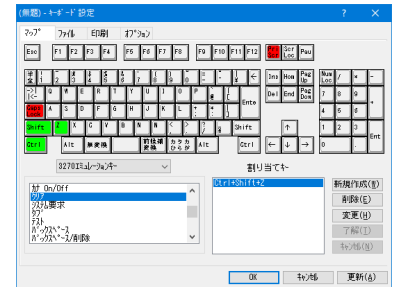 (無題) - ｷｰﾎﾞｰﾄﾞ設定
ﾏｯﾌﾟ ﾌｧｲﾙ 印刷 ｵﾌﾟｼｮﾝ
Esc F1 F2 F3 F4 F5 F6 F7 F8 F9 F10 F11 F12 Scr Loc Pau
Ins Hom Pag Up Num Loc / * -
Q W E R T Y U I O P Ente Del End Pag Dow 7 8 9 +
A S D F G H J K L 4 5 6
Shift Z X C V B N M Shift ↑ 1 2 3 Ent
Ctrl Alt 無変換 前候補 変換 カタカ ひらが Alt Ctrl ← ↓ → 0 .
3270ｴﾐｭﾚｰｼｮﾝｷｰ
割り当てｷｰ
ｶﾅ On/Off
ｸﾘｱ
ｼｽﾃﾑ要求
ﾀﾌﾞ
ﾃｽﾄ
ﾊﾞｯｸｽﾍﾟｰｽ
ﾊﾞｯｸｽﾍﾟｰｽ/削除
Ctrl+Shift+Z
新規作成(W)
削除(E)
変更(H)
了解(I)
ｷｬﾝｾﾙ(N)
OK ｷｬﾝｾﾙ 更新(A)